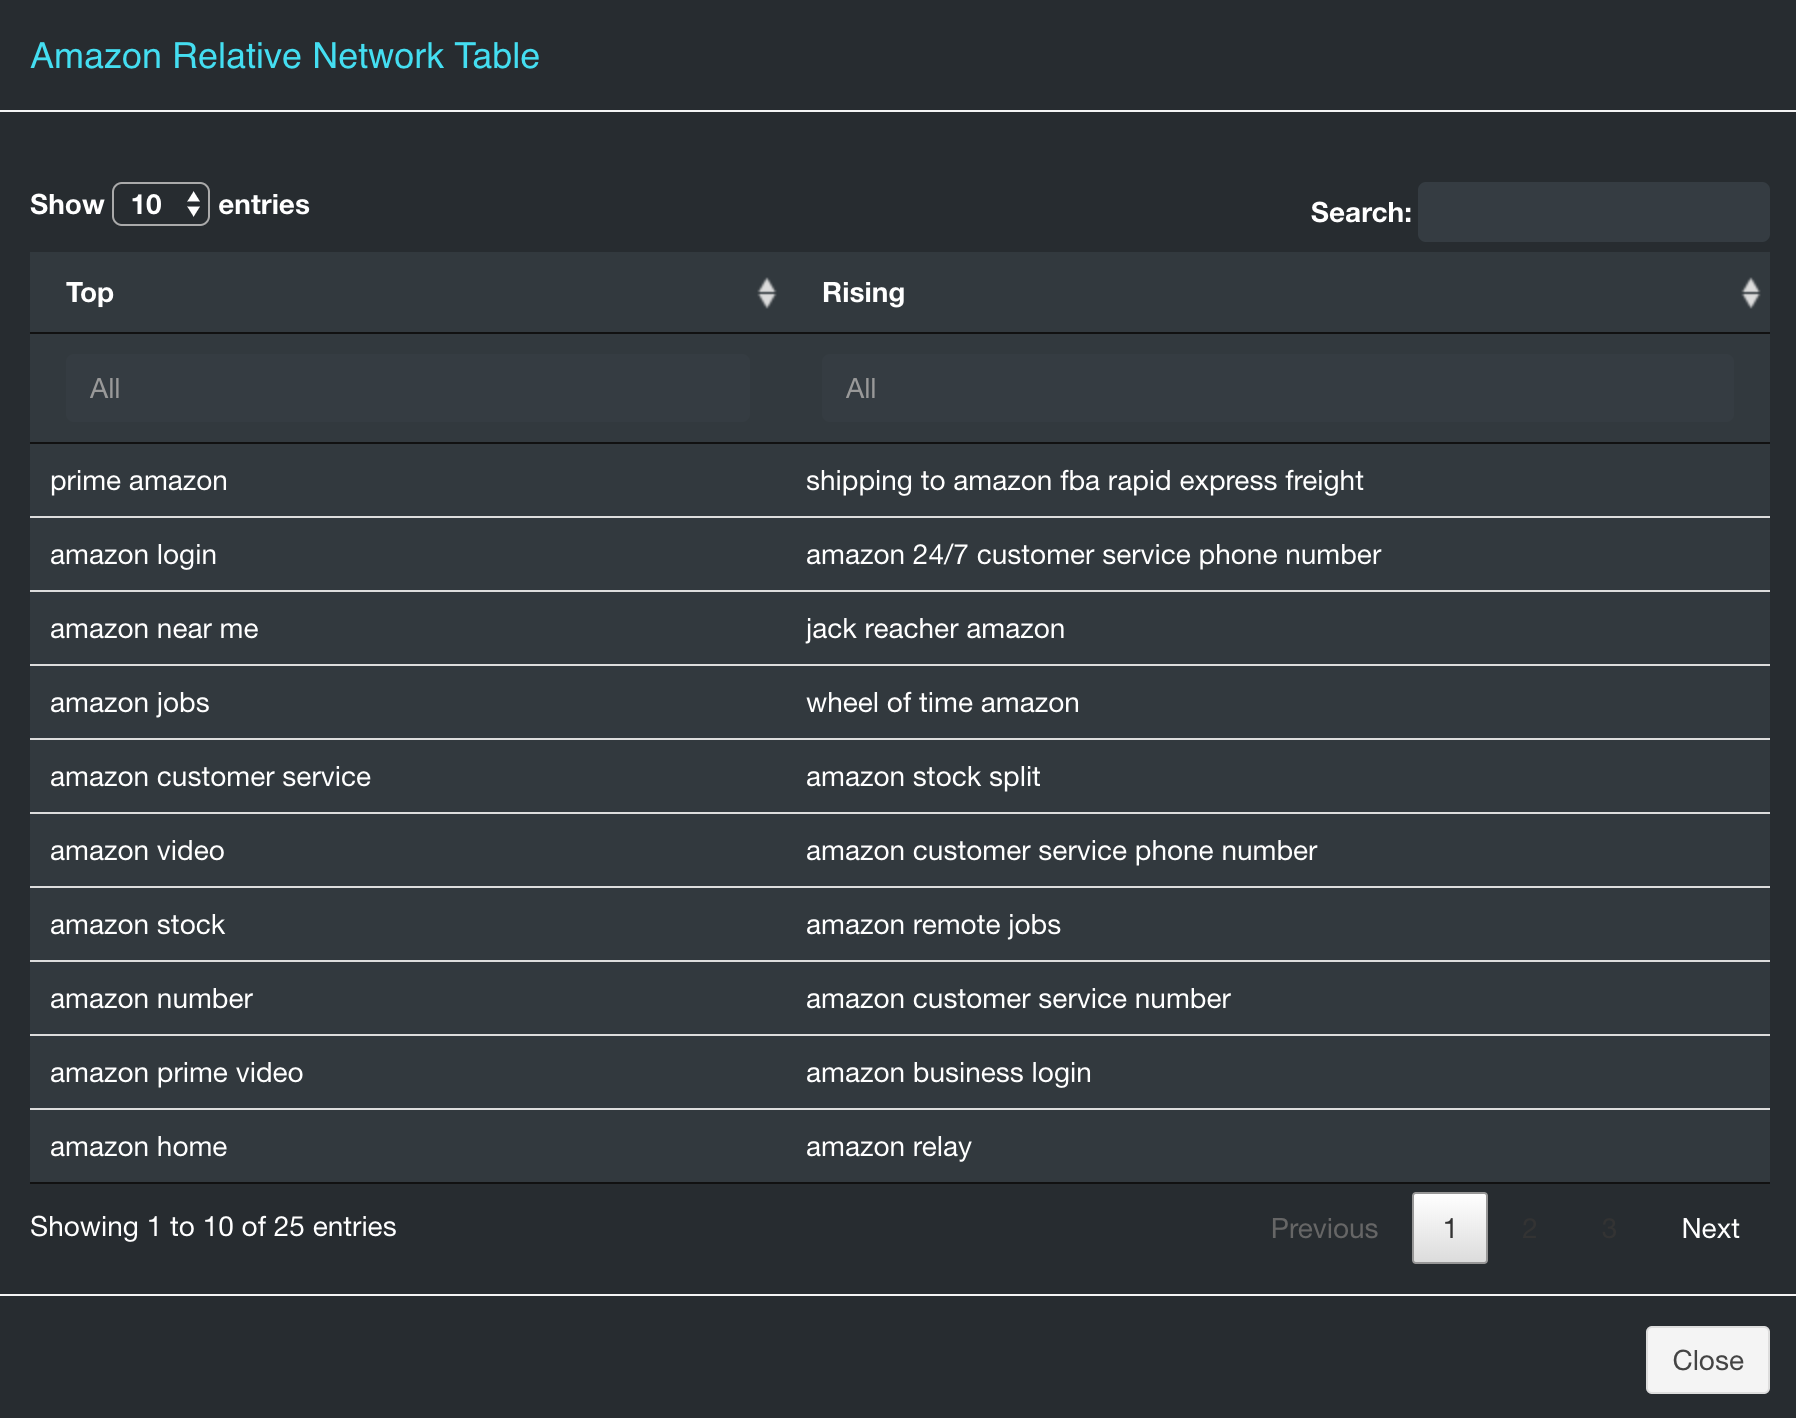 Amazon Relative Network Table
Show 10 entries
Search:
Top Rising
All All
prime amazon shipping to amazon fba rapid express freight
amazon login amazon 24/7 customer service phone number
amazon near me jack reacher amazon
amazon jobs wheel of time amazon
amazon customer service amazon stock split
amazon video amazon customer service phone number
amazon stock amazon remote jobs
amazon number amazon customer service number
amazon prime video amazon business login
amazon home amazon relay
Showing 1 to 10 of 25 entries
Previous 1 2 3 Next
Close